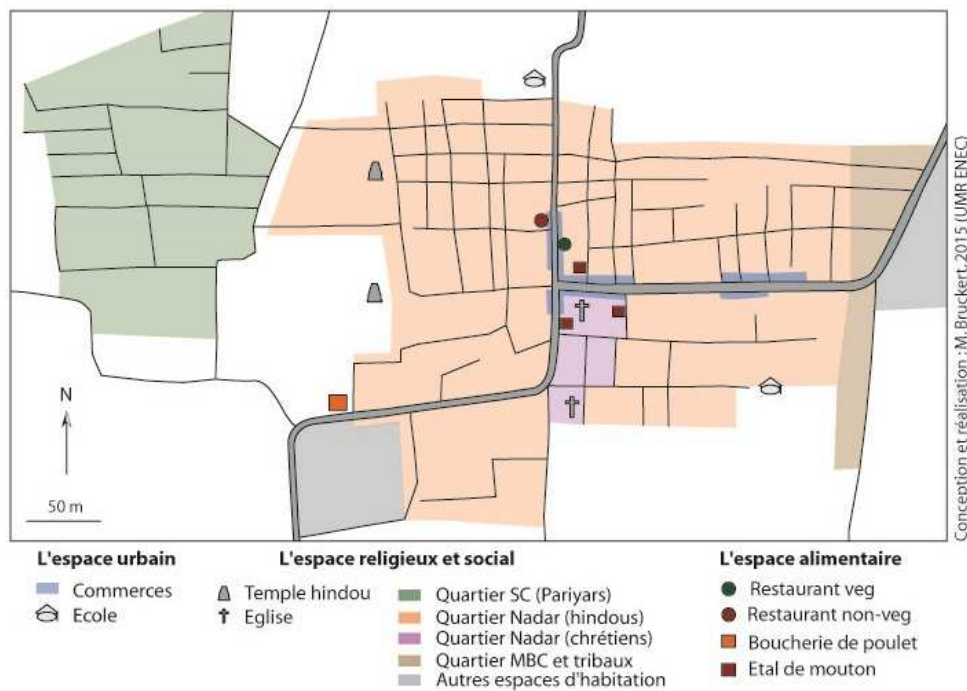 N
50 m
Conception et réalisation : M. Bruckert, 2015 (UMR ENEC)
L'espace urbain
Commerces
Ecole
L'espace religieux et social
Temple hindou
Eglise
Quartier SC (Pariyars)
Quartier Nadar (hindous)
Quartier Nadar (chrétiens)
Quartier MBC et tribaux
Autres espaces d'habitation
L'espace alimentaire
Restaurant veg
Restaurant non-veg
Boucherie de poulet
Etal de mouton